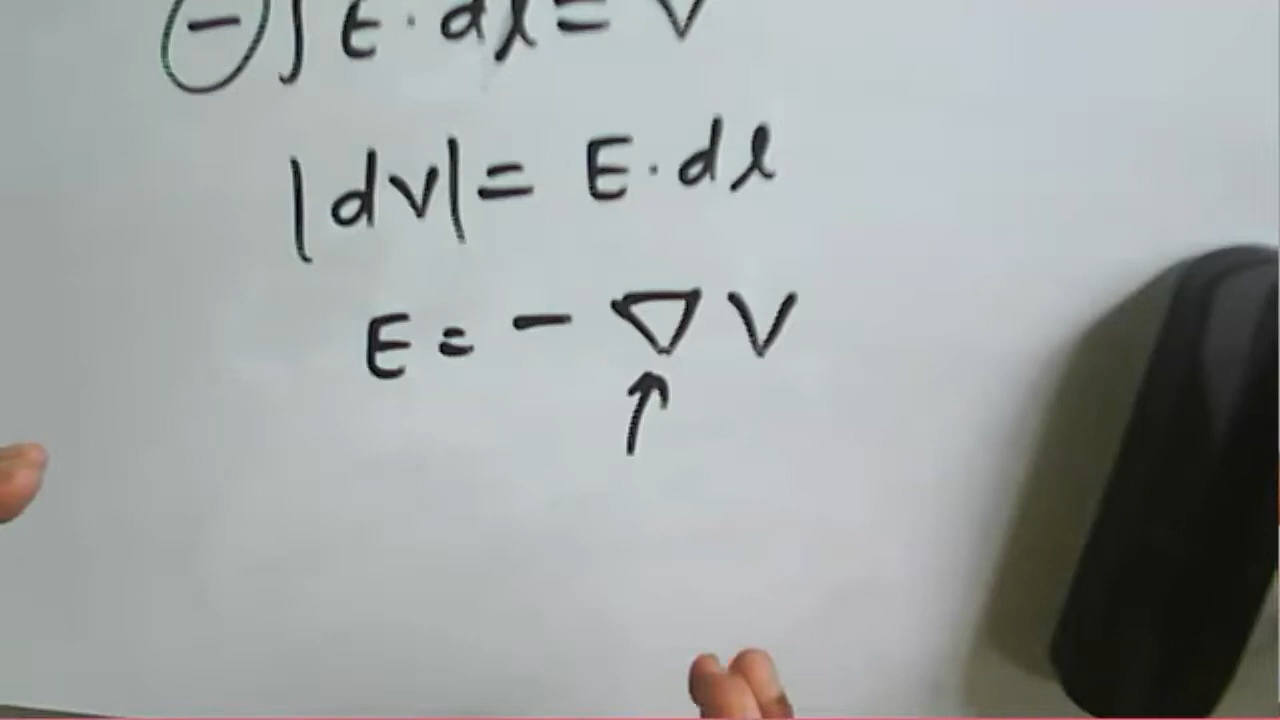 ⊖ ∫ E · dl = V
|dv| = E · dl
E = - ∇ V
↑